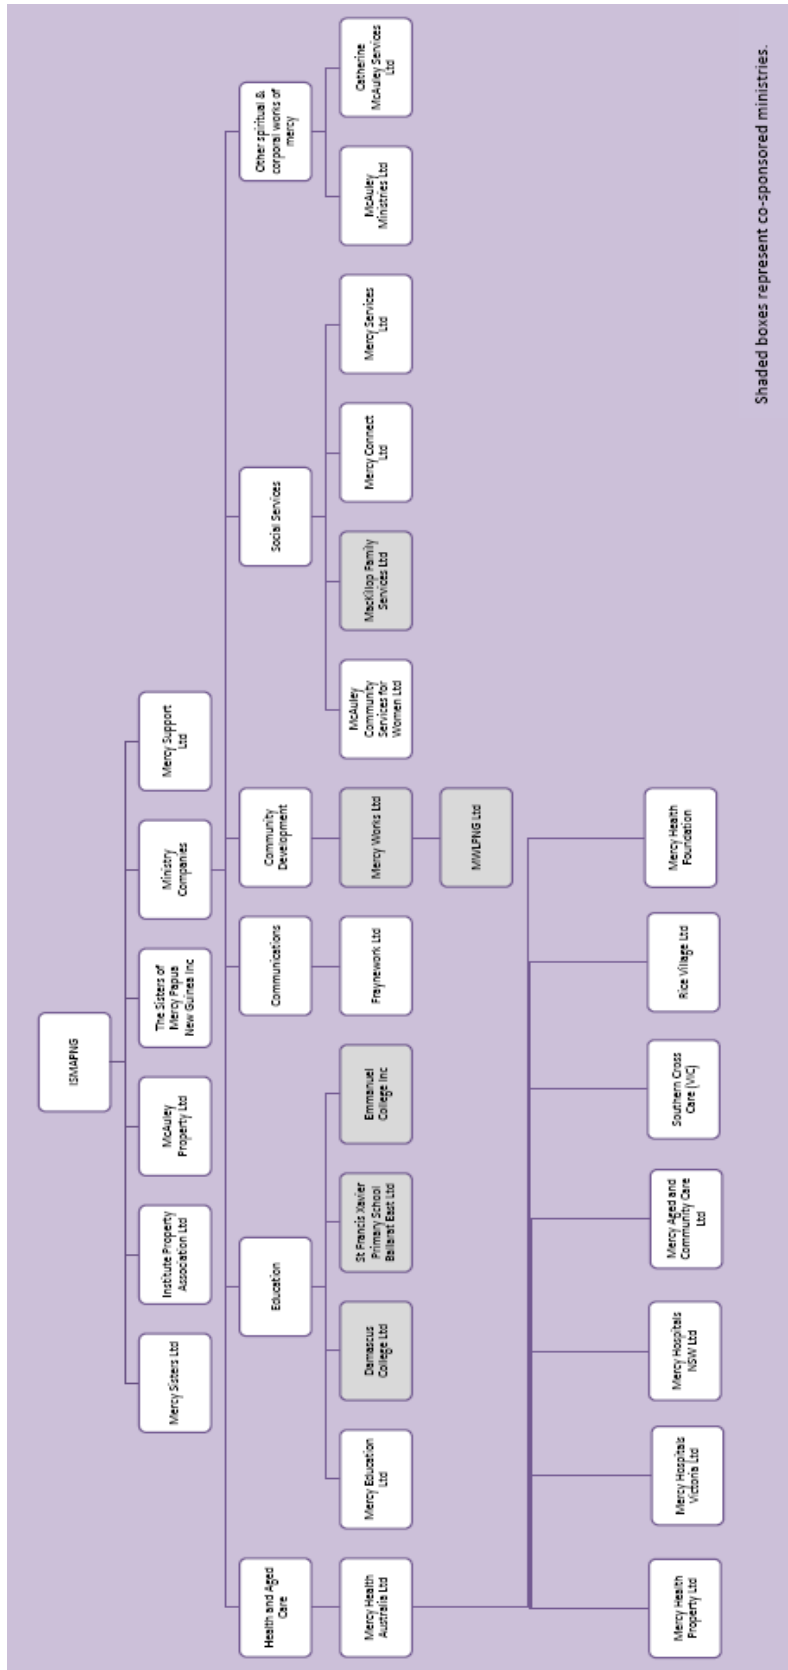 ISMAPNG
Mercy Sisters Ltd
Institute Property
Association Ltd
McAuley
Property Ltd
The Sisters of
Mercy Papua
New Guinea Inc
Ministry
Companies
Mercy Support
Ltd
Health and Aged
Care
Education
Communications
Community
Development
Social Services
Other spiritual &
corporal works of
mercy
Mercy Health
Australia Ltd
Mercy Education
Ltd
Damascus
College Ltd
St Francis Xavier
Primary School
Ballarat East Ltd
Emmanuel
College Inc
Fraynework Ltd
Mercy Works Ltd
McAuley
Community
Services for
Women Ltd
MacKillop Family
Services Ltd
Mercy Connect
Ltd
Mercy Services
Ltd
McAuley
Ministries Ltd
Catherine
McAuley Services
Ltd
MWLPNG Ltd
Mercy Health
Property Ltd
Mercy Hospitals
Victoria Ltd
Mercy Hospitals
NSW Ltd
Mercy Aged and
Community Care
Ltd
Southern Cross
Care (VIC)
Rice Village Ltd
Mercy Health
Foundation
Shaded boxes represent co-sponsored ministries.